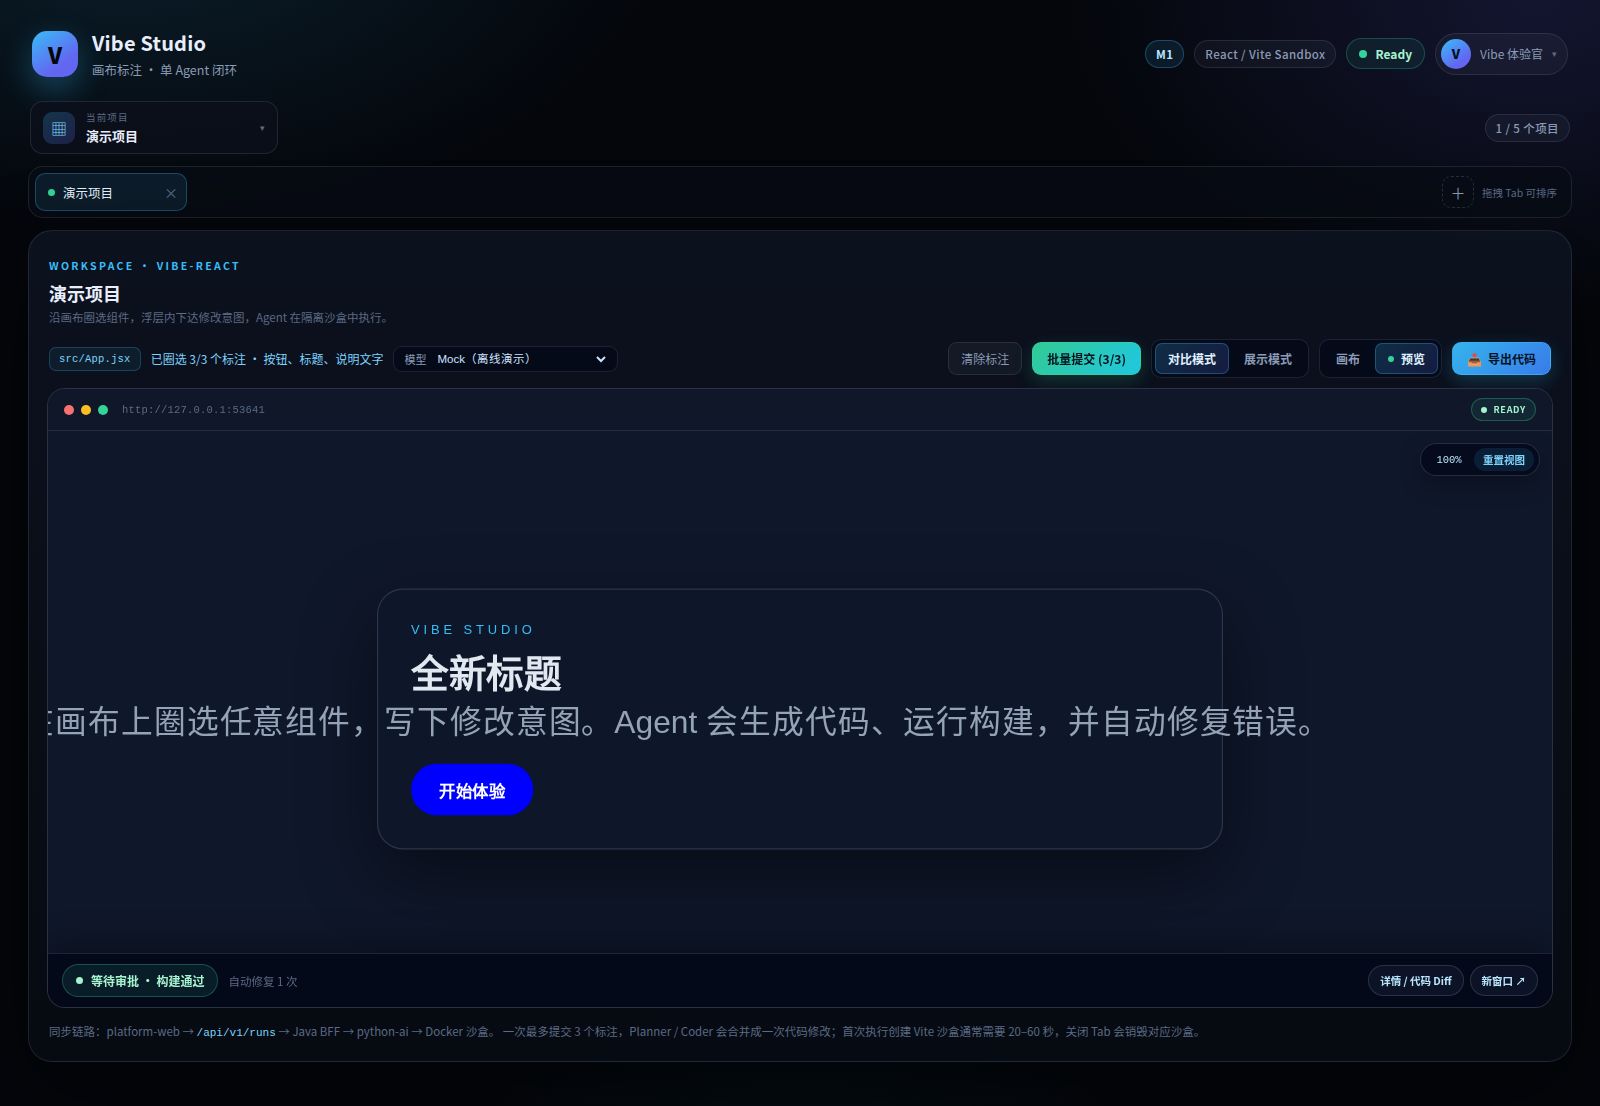 V
Vibe Studio
画布标注 • 单 Agent 闭环
M1
React / Vite Sandbox
Ready
V
Vibe 体验官
当前项目
演示项目
1 / 5 个项目
演示项目
拖拽 Tab 可排序
WORKSPACE • VIBE-REACT
演示项目
沿画布圈选组件，浮层内下达修改意图，Agent 在隔离沙盒中执行。
src/App.jsx
已圈选 3/3 个标注 • 按钮、标题、说明文字
模型 Mock（离线演示）
清除标注
批量提交 (3/3)
对比模式
展示模式
画布
预览
导出代码
http://127.0.0.1:53641
READY
100%
重置视图
VIBE STUDIO
全新标题
画布上圈选任意组件，写下修改意图。Agent 会生成代码、运行构建，并自动修复错误。
开始体验
等待审批 • 构建通过
自动修复 1 次
详情 / 代码 Diff
新窗口 ↗
同步链路：platform-web → /api/v1/runs → Java BFF → python-ai → Docker 沙盒。 一次最多提交 3 个标注，Planner / Coder 会合并成一次代码修改；首次执行创建 Vite 沙盒通常需要 20–60 秒，关闭 Tab 会销毁对应沙盒。